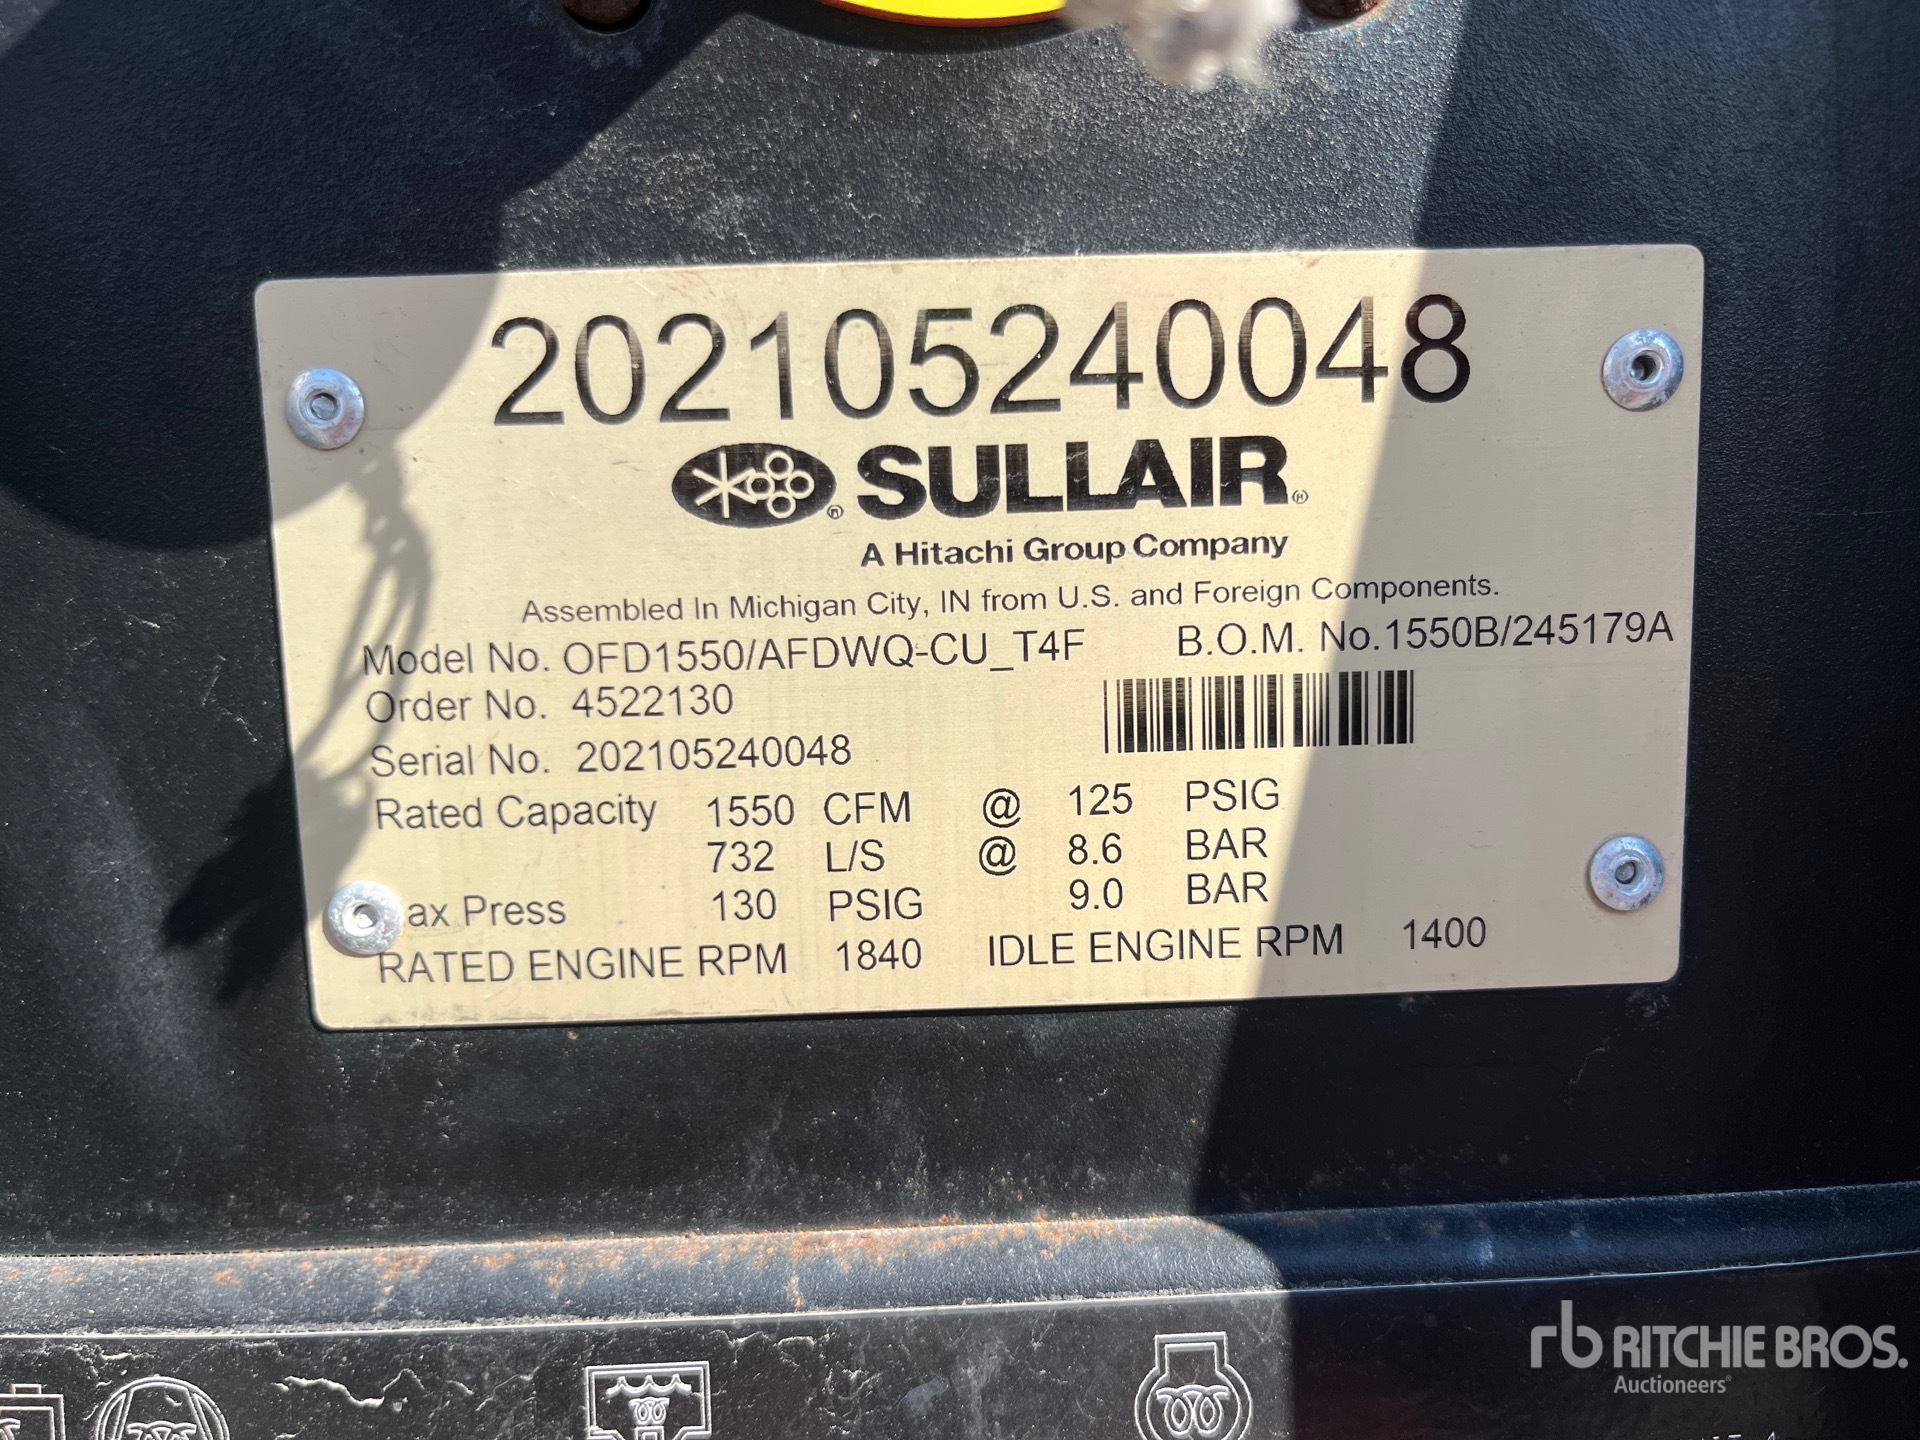 202105240048
® SULLAIR®
A Hitachi Group Company
Assembled In Michigan City, IN from U.S. and Foreign Components.
Model No. OFD1550/AFDWQ-CU_T4F B.O.M. No.1550B/245179A
Order No. 4522130
Serial No. 202105240048
Rated Capacity 1550 CFM @ 125 PSIG
732 L/S @ 8.6 BAR
ax Press 130 PSIG 9.0 BAR
RATED ENGINE RPM 1840 IDLE ENGINE RPM 1400
rb RITCHIE BROS.
Auctioneers®